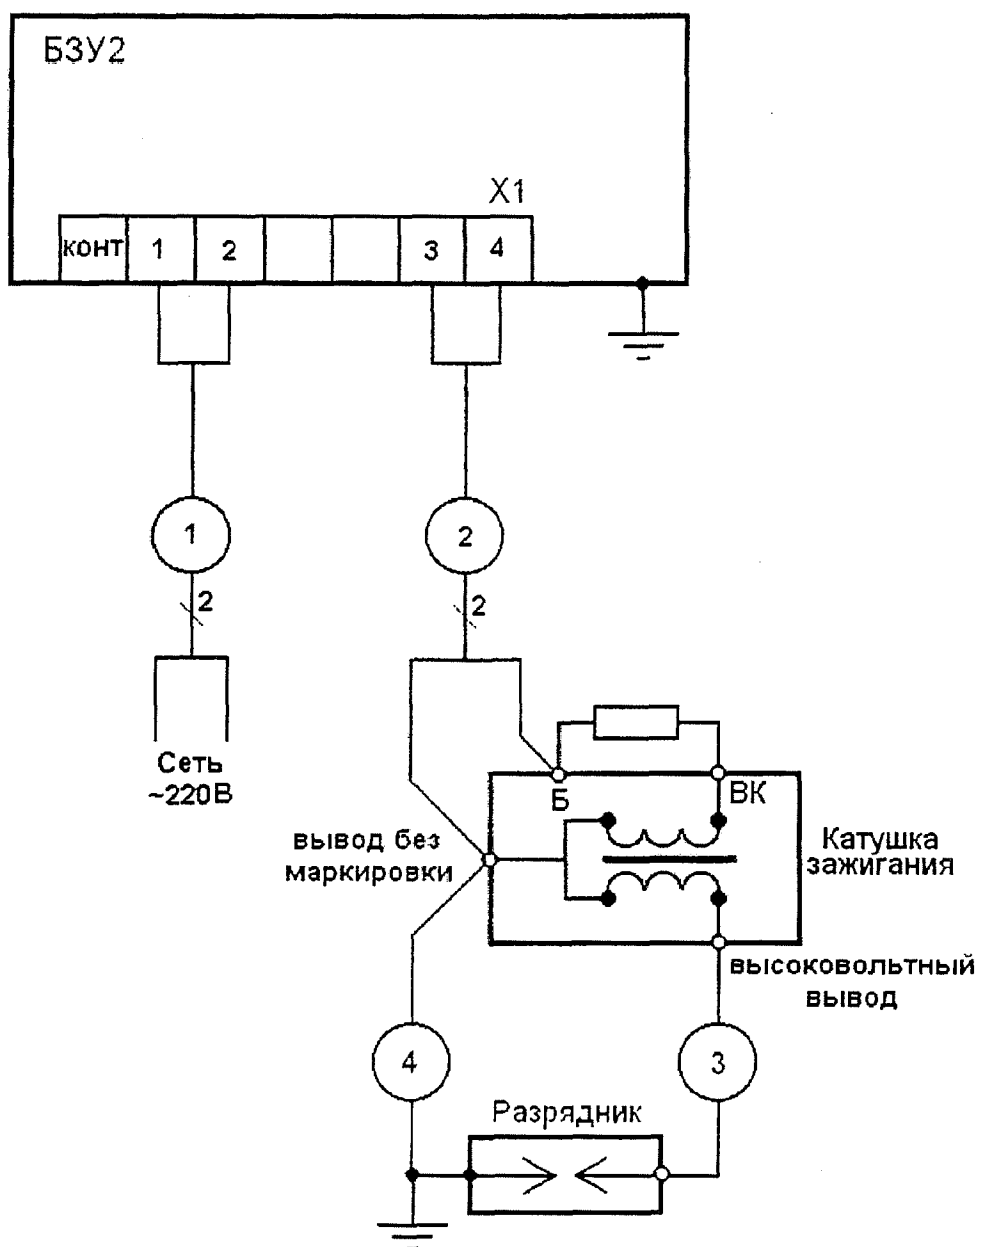 БЗУ2
X1
конт 1 2 3 4
1 2
2 2
Сеть
~220В
Б ВК
вывод без
маркировки
Катушка
зажигания
высоковольтный
вывод
4 3
Разрядник